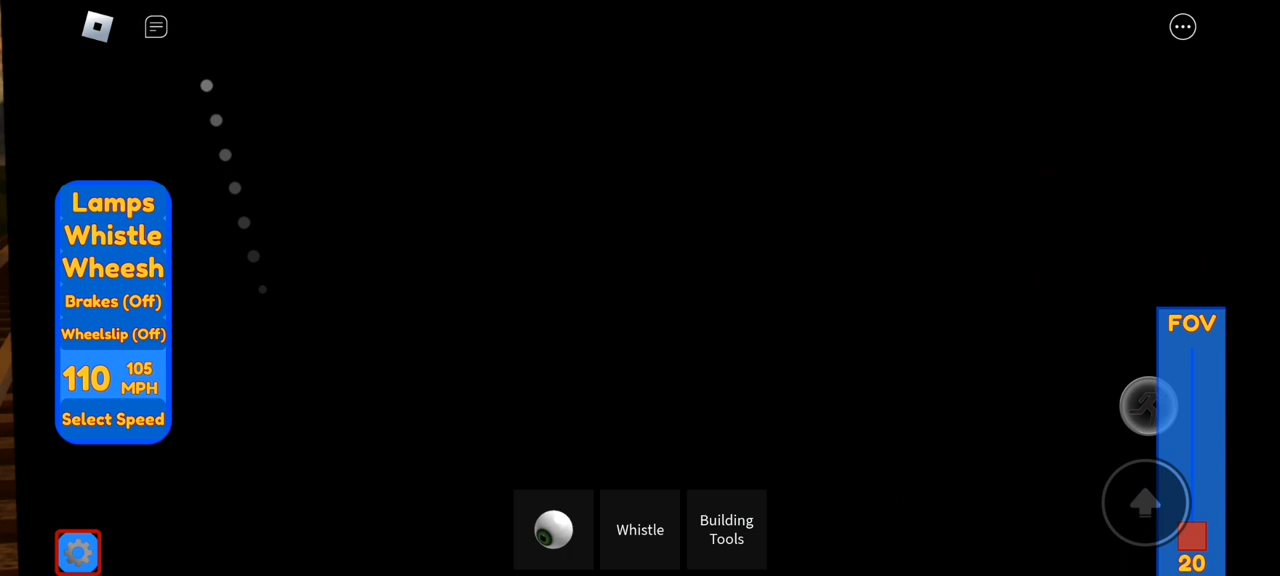 Lamps
Whistle
Wheesh
Brakes (Off)
Wheelslip (Off)
110 105 MPH
Select Speed
Whistle
Building
Tools
FOV
20